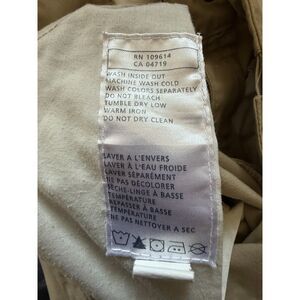 RN 109614
CA 04719
WASH INSIDE OUT
MACHINE WASH COLD
WASH COLORS SEPARATELY
DO NOT BLEACH
TUMBLE DRY LOW
WARM IRON
DO NOT DRY CLEAN
LAVER A L'ENVERS
LAVER À L'EAU FROIDE
LAVER SÉPARÉMENT
NE PAS DÉCOLORER
SÈCHE-LINGE À BASSE
TEMPÉRATURE
REPASSER À BASSE
TEMPÉRATURE
NE PAS NETTOYER A SEC